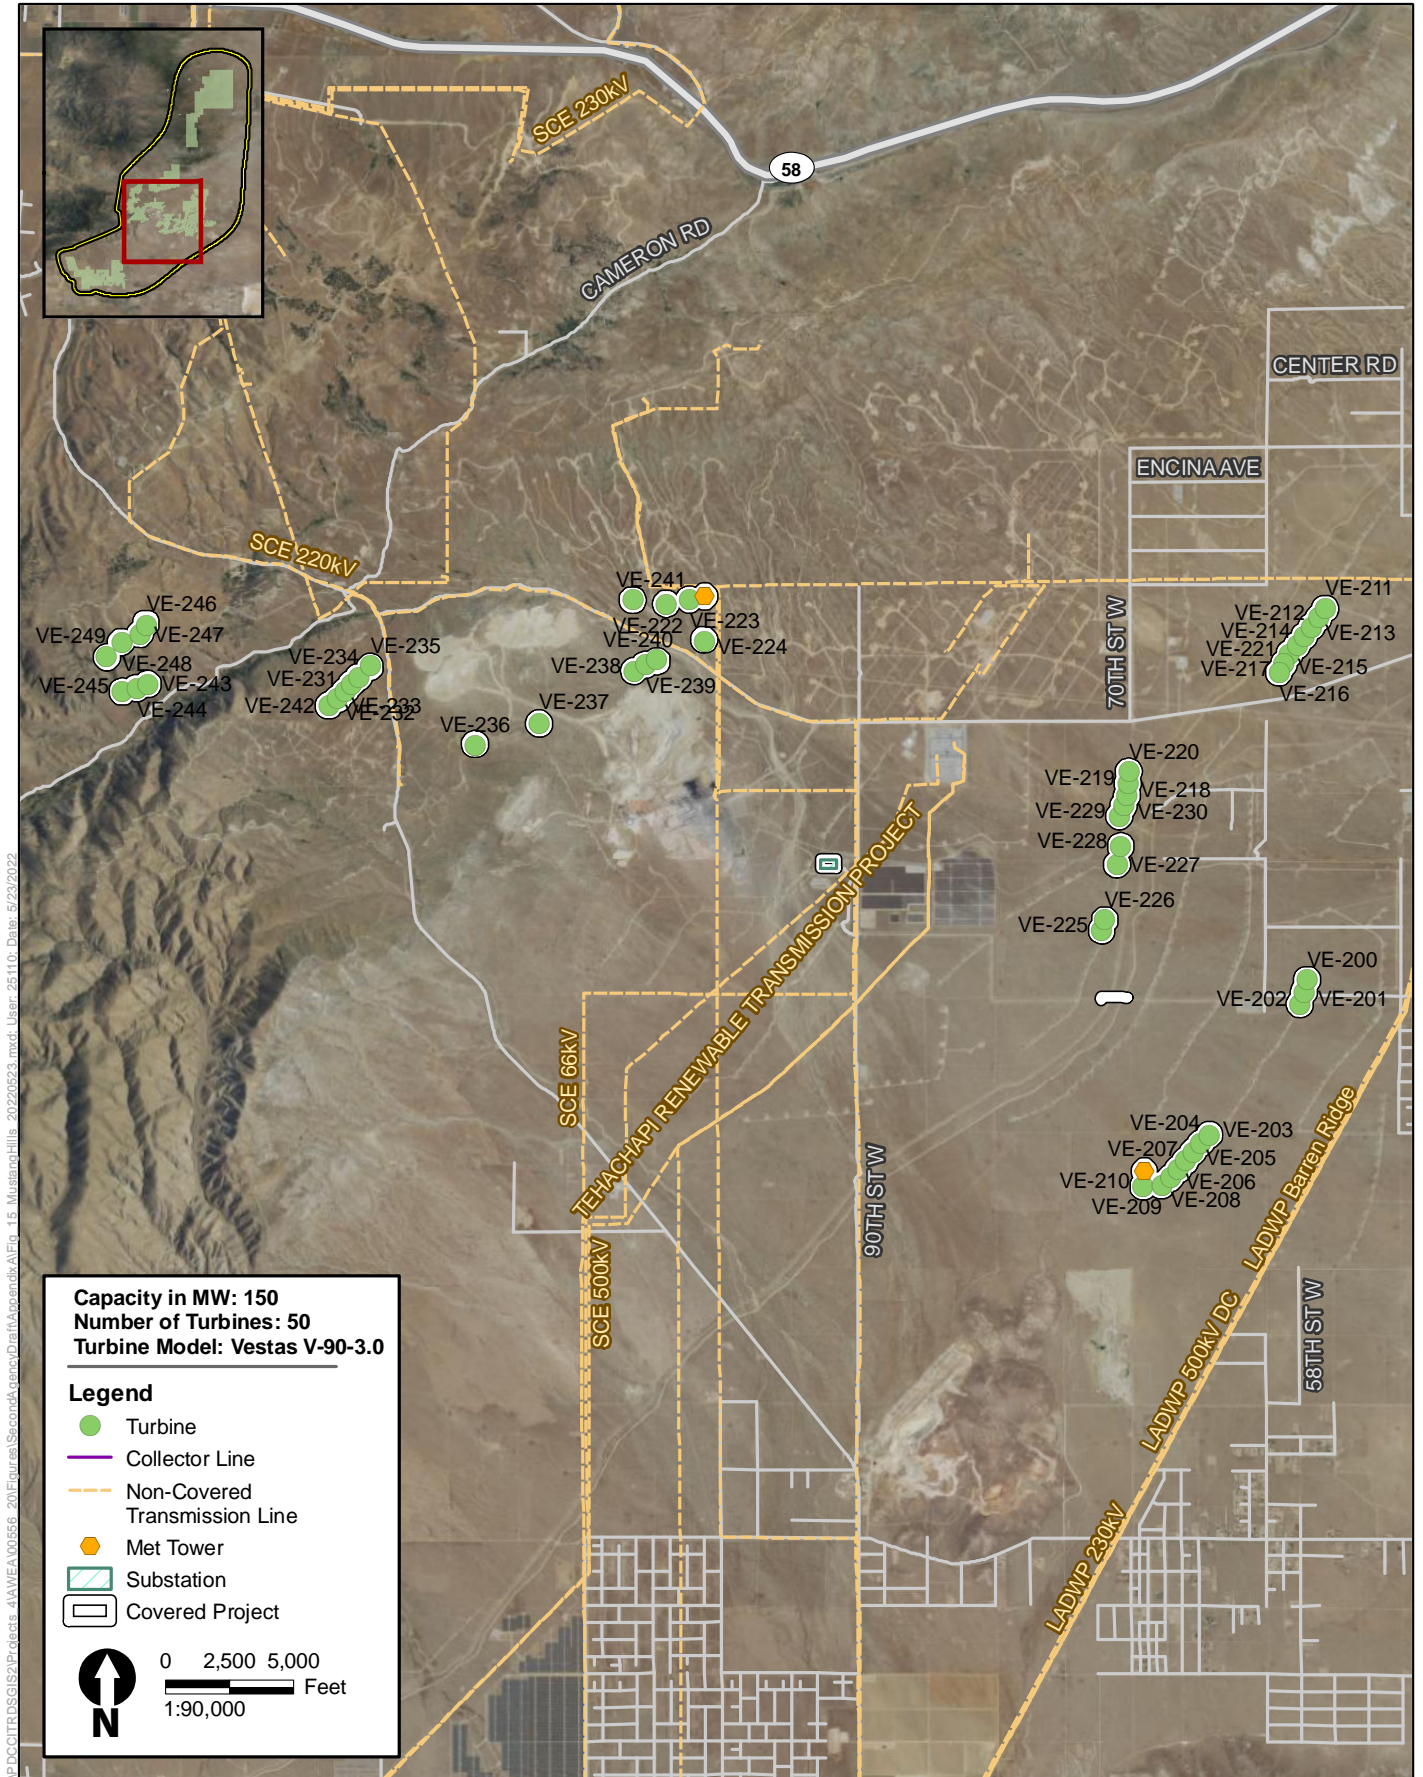 SCE 230kV
58
CAMERON RD
CENTER RD
ENCINA AVE
SCE 220kV
VE-241
VE-211
VE-246
VE-212
VE-249
VE-247
VE-222
VE-223
70TH ST W
VE-214
VE-213
VE-240
VE-224
VE-235
VE-221
VE-234
VE-248
VE-238
VE-217
VE-215
VE-231
VE-245
VE-243
VE-239
VE-216
VE-242
VE-233
VE-244
VE-232
VE-237
VE-236
VE-220
VE-219
VE-218
VE-229
VE-230
VE-228
VE-227
TEHACHAPI RENEWABLE TRANSMISSION PROJECT
VE-226
VE-225
VE-200
VE-202
VE-201
SCE 66kV
VE-204
VE-203
VE-207
VE-205
VE-210
VE-206
VE-209
VE-208
90TH ST W
LADWP Barren Ridge
SCE 500kV
LADWP 500kV DC
58TH ST W
LADWP 230kV
Capacity in MW: 150
Number of Turbines: 50
Turbine Model: Vestas V-90-3.0
Legend
Turbine
Collector Line
Non-Covered
Transmission Line
Met Tower
Substation
Covered Project
0 2,500 5,000
Feet
1:90,000
N